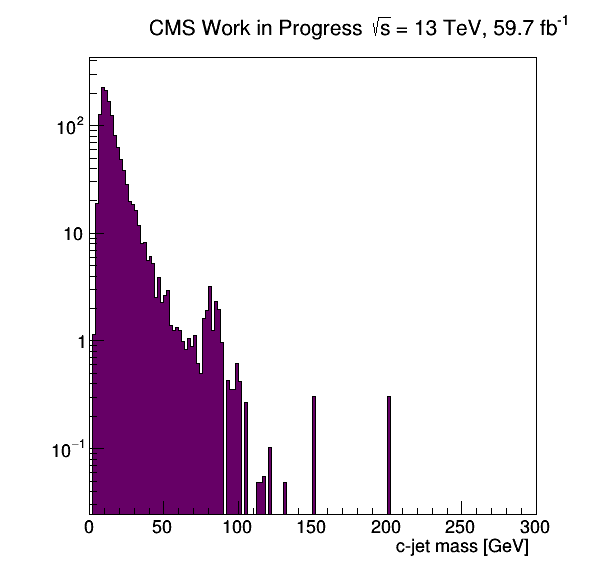 CMS Work in Progress √s = 13 TeV, 59.7 fb⁻¹
10²
10
1
10⁻¹
0 50 100 150 200 250 300
c-jet mass [GeV]